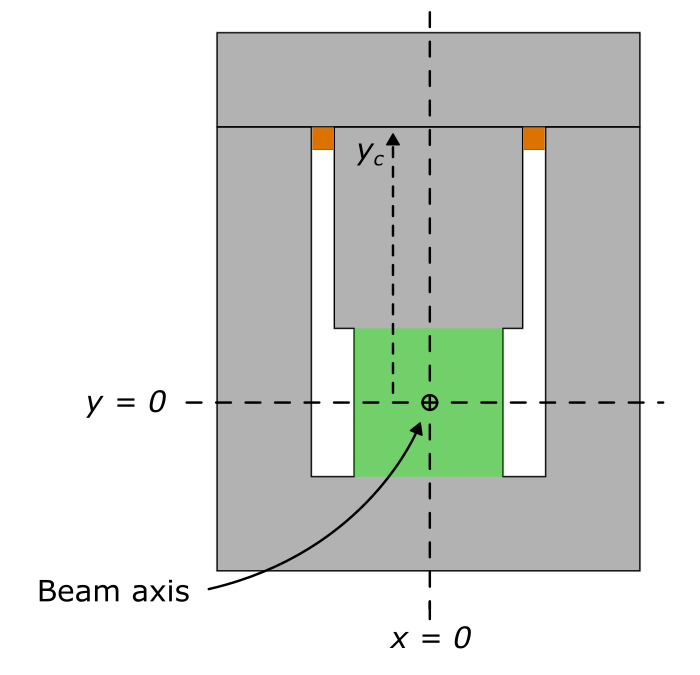 y_c
y = 0
Beam axis
x = 0